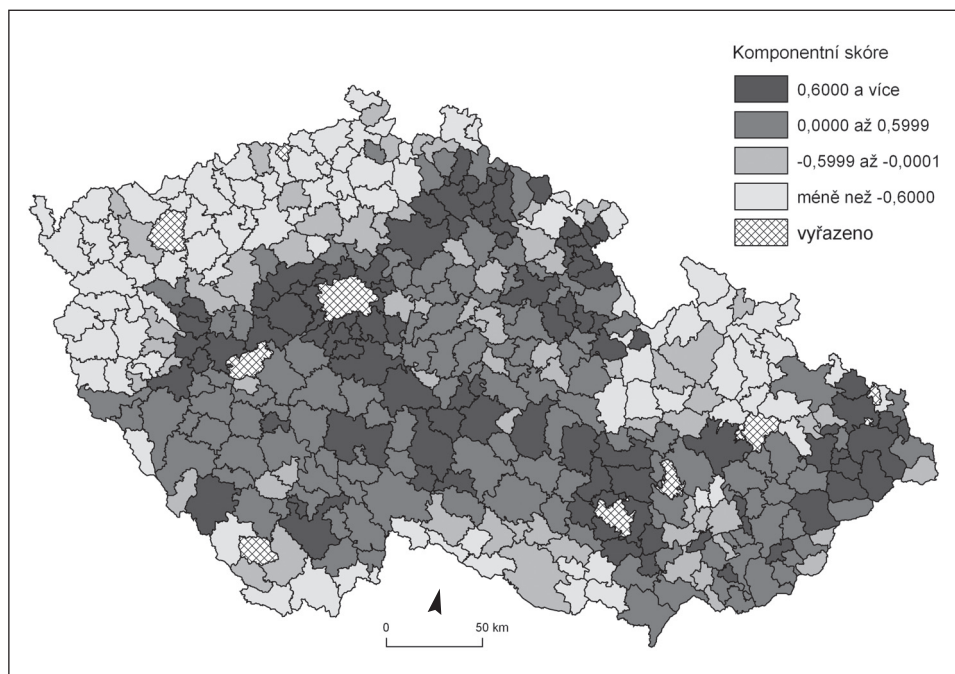 Komponentní skóre
0,6000 a více
0,0000 až 0,5999
-0,5999 až -0,0001
méně než -0,6000
vyřazeno
0 50 km